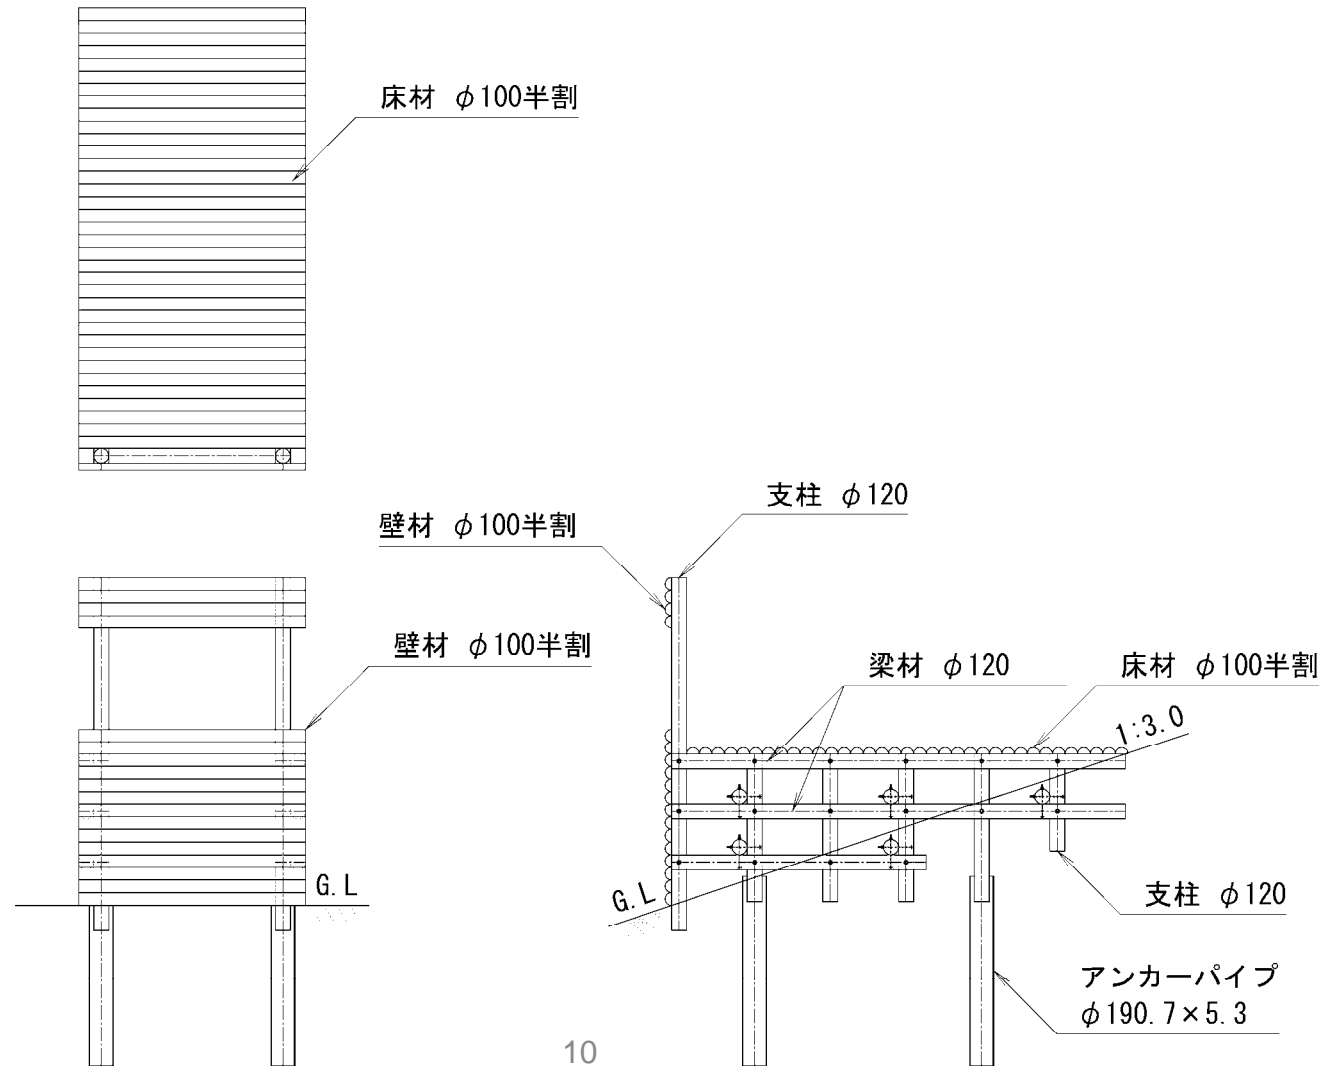 床材 φ100半割
支柱 φ120
壁材 φ100半割
壁材 φ100半割
梁材 φ120
床材 φ100半割
1:3.0
G.L
G.L
支柱 φ120
アンカーパイプ
φ190.7×5.3
10